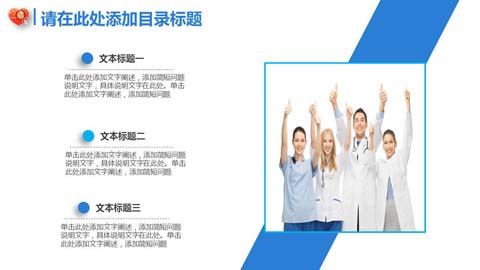 请在此处添加目录标题
文本标题一
单击此处添加文字阐述，添加简短问题
说明文字，具体说明文字在此处。单击
此处添加文字阐述，添加简短问题
文本标题二
单击此处添加文字阐述，添加简短问题
说明文字，具体说明文字在此处。单击
此处添加文字阐述，添加简短问题
文本标题三
单击此处添加文字阐述，添加简短问题
说明文字，具体说明文字在此处。单击
此处添加文字阐述，添加简短问题